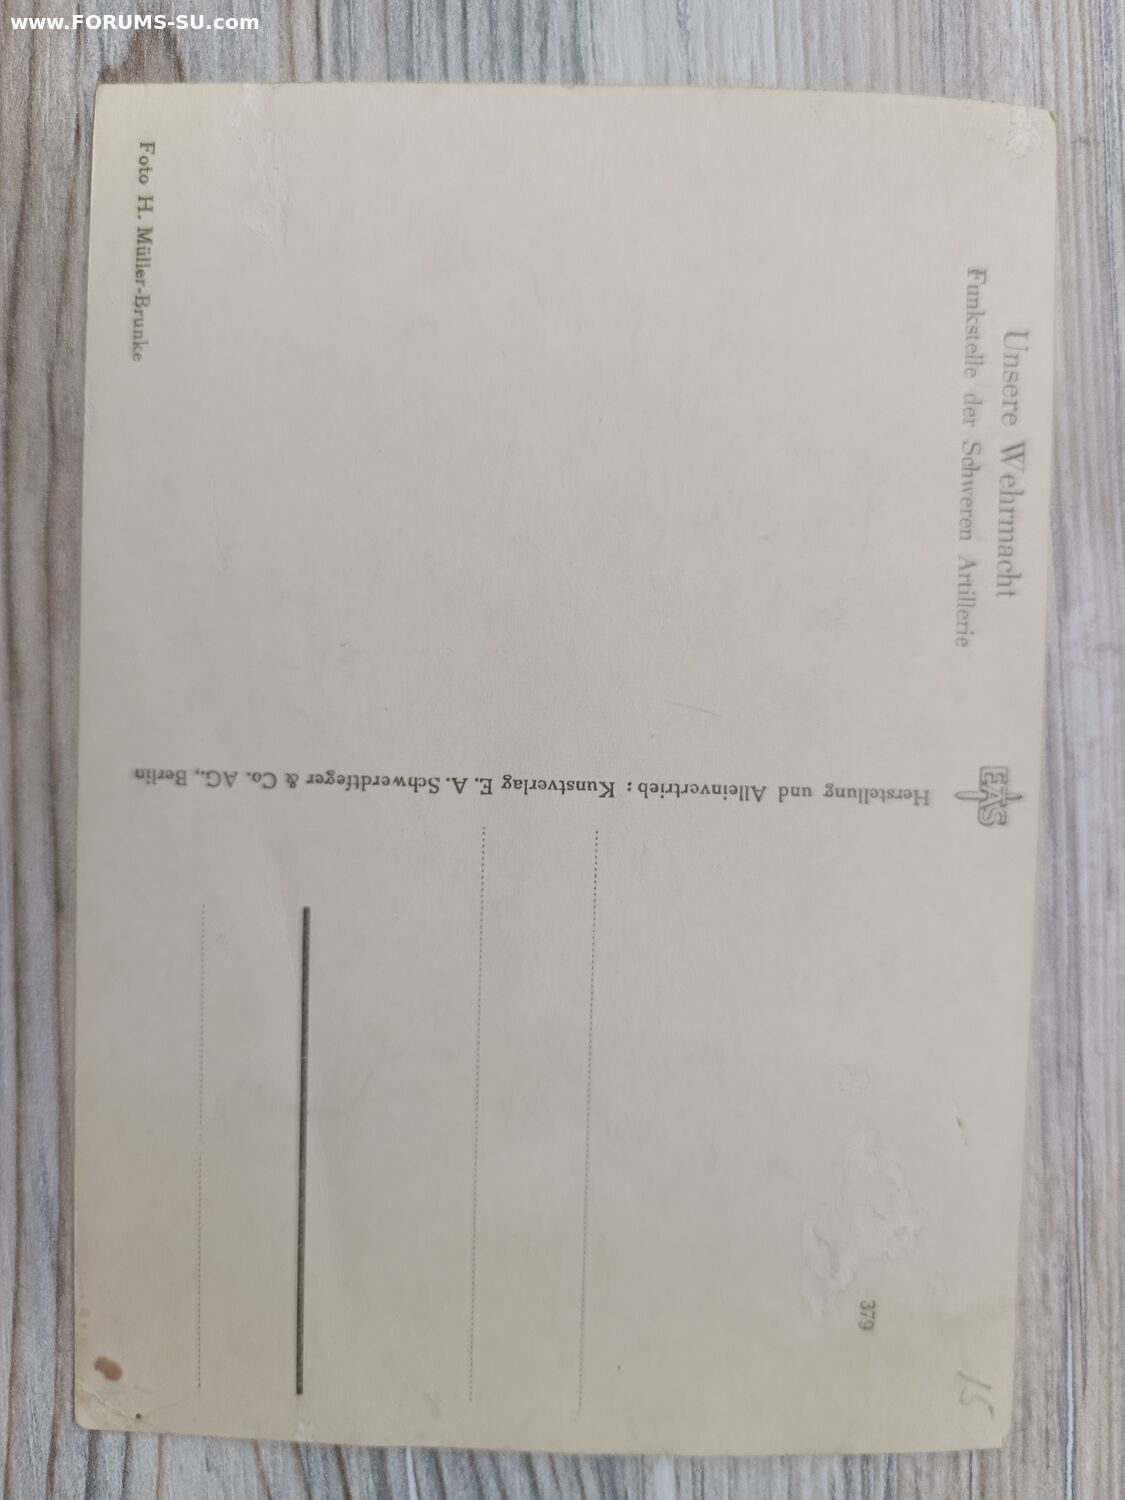 www.FORUMS-SU.com
Unsere Wehrmacht
Funkstelle der Schweren Artillerie
Foto H. Müller-Brunke
EAS
Herstellung und Alleinvertrieb: Kunstverlag E. A. Schwerdtfeger & Co. AG., Berlin
379
15